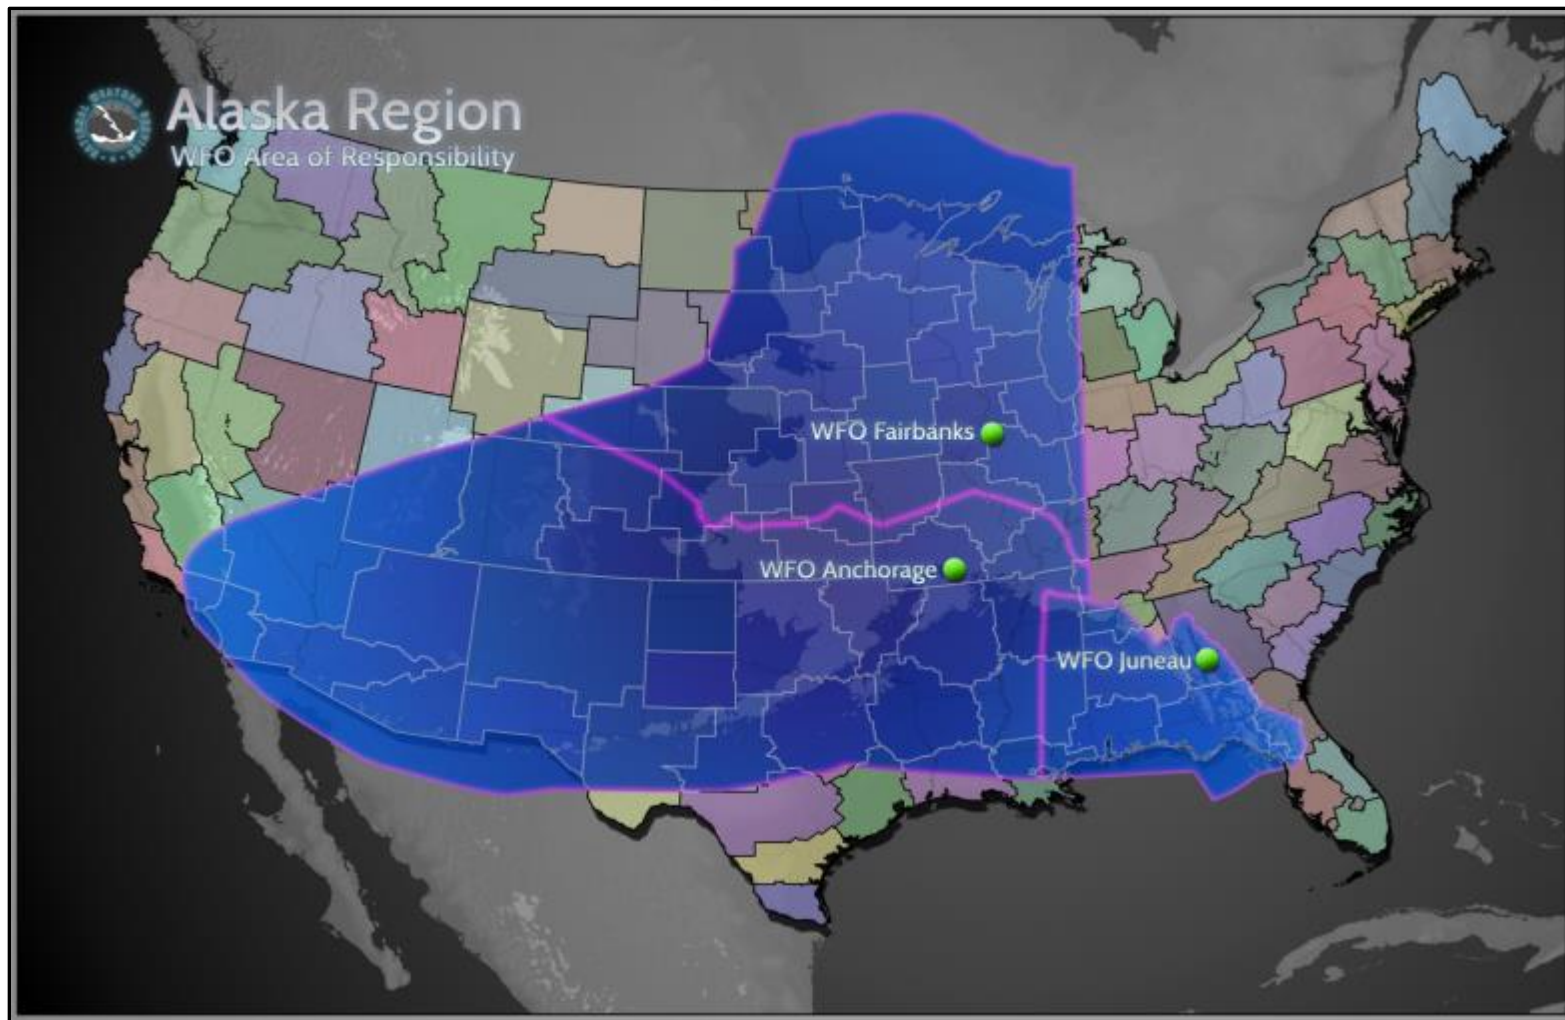 Alaska Region
WFO Area of Responsibility
WFO Fairbanks
WFO Anchorage
WFO Juneau